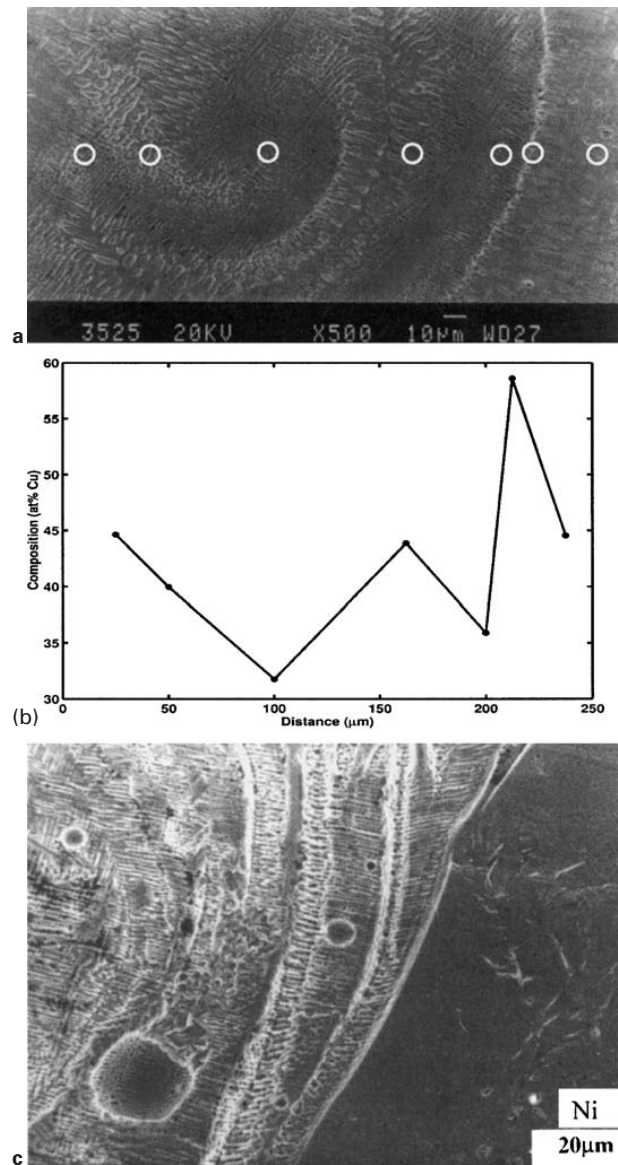 a
3525 20KV X500 10μm WD27
60
55
50
45
40
35
30
Composition (at% Cu)
0 50 100 150 200 250
Distance (μm)
(b)
Ni
20μm
c